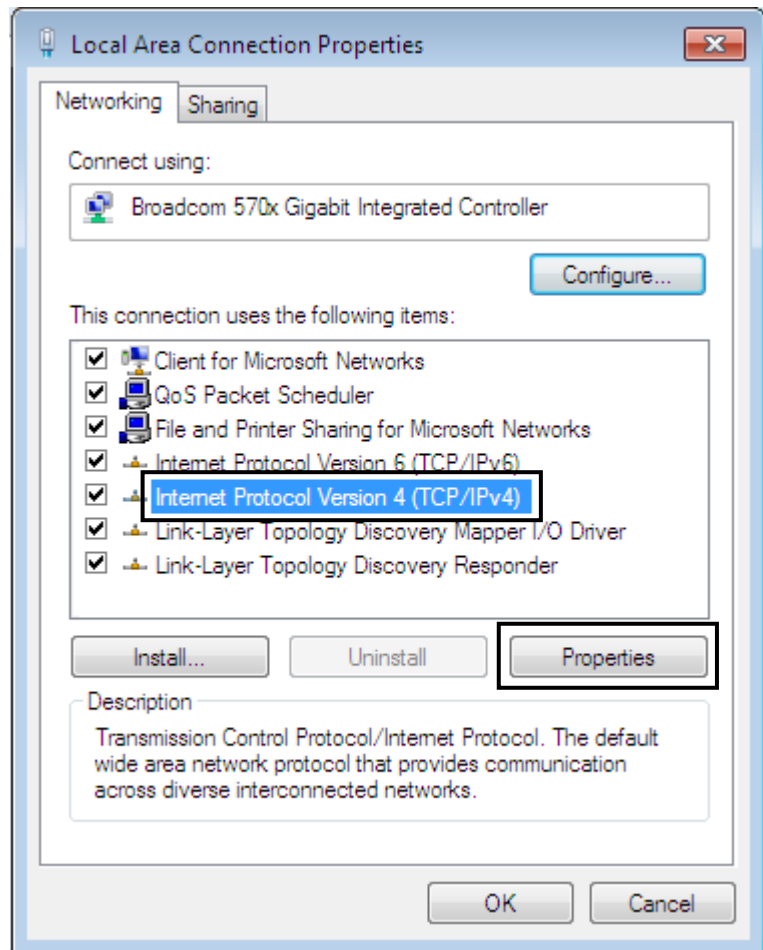 Local Area Connection Properties
Networking
Sharing
Connect using:
Broadcom 570x Gigabit Integrated Controller
Configure...
This connection uses the following items:
Client for Microsoft Networks
QoS Packet Scheduler
File and Printer Sharing for Microsoft Networks
Internet Protocol Version 6 (TCP/IPv6)
Internet Protocol Version 4 (TCP/IPv4)
Link-Layer Topology Discovery Mapper I/O Driver
Link-Layer Topology Discovery Responder
Install...
Uninstall
Properties
Description
Transmission Control Protocol/Internet Protocol. The default
wide area network protocol that provides communication
across diverse interconnected networks.
OK
Cancel